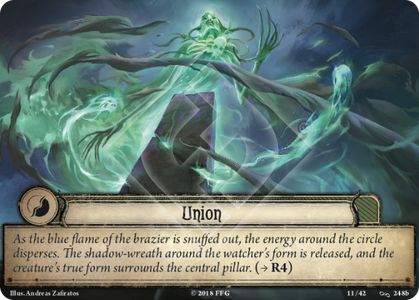 Union
As the blue flame of the brazier is snuffed out, the energy around the circle
disperses. The shadow-wreath around the watcher's form is released, and the
creature's true form surrounds the central pillar. (→ R4)
Illus. Andreas Zafiratos
© 2018 FFG
11/42
248b